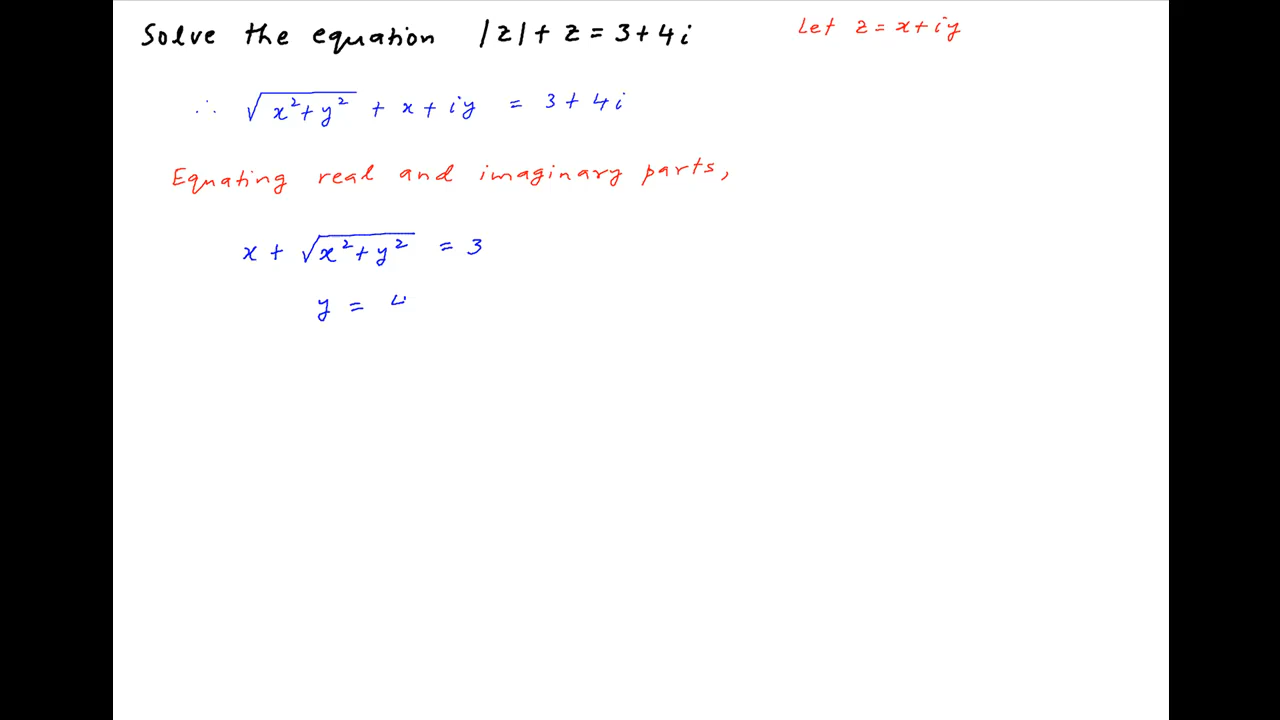 Solve the equation |z| + z = 3 + 4i
Let z = x + iy
∴ √(x² + y²) + x + iy = 3 + 4i
Equating real and imaginary parts,
x + √(x² + y²) = 3
y = 4